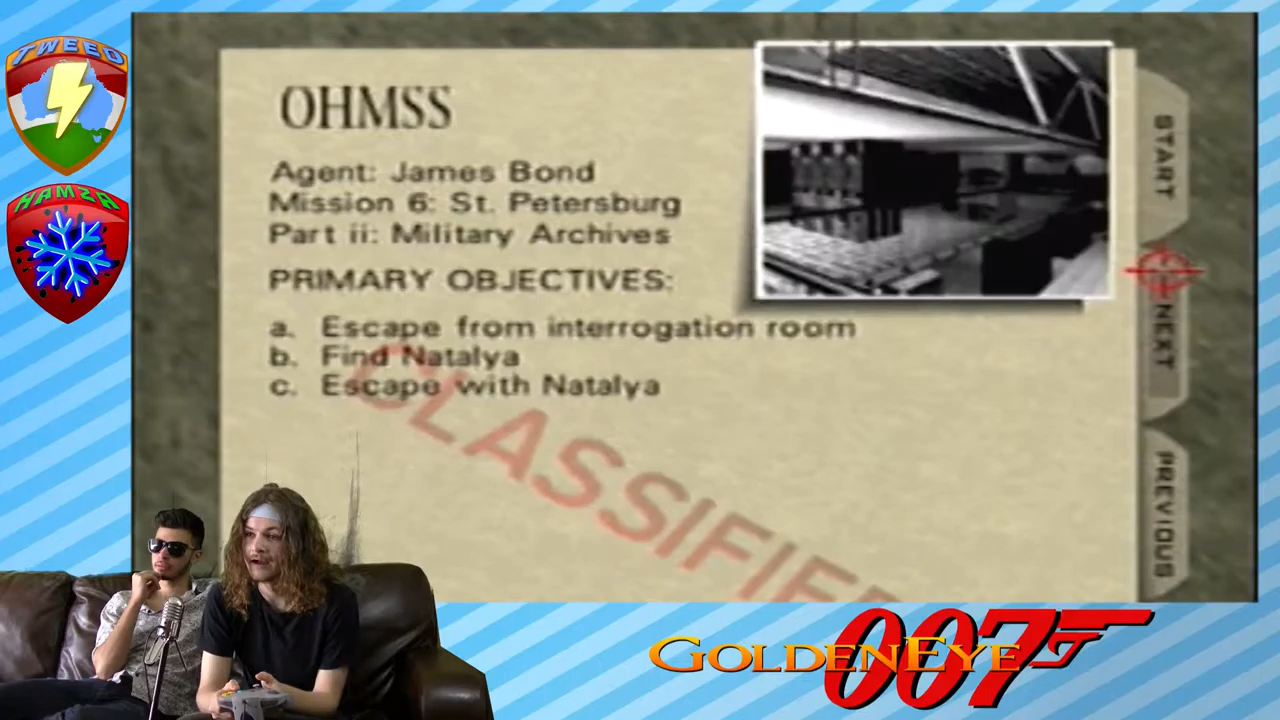 TWEED
HAMZA
OHMSS
Agent: James Bond
Mission 6: St. Petersburg
Part ii: Military Archives
PRIMARY OBJECTIVES:
a. Escape from interrogation room
b. Find Natalya
c. Escape with Natalya
CLASSIFIE
START
NEXT
PREVIOUS
GOLDENEYE 007